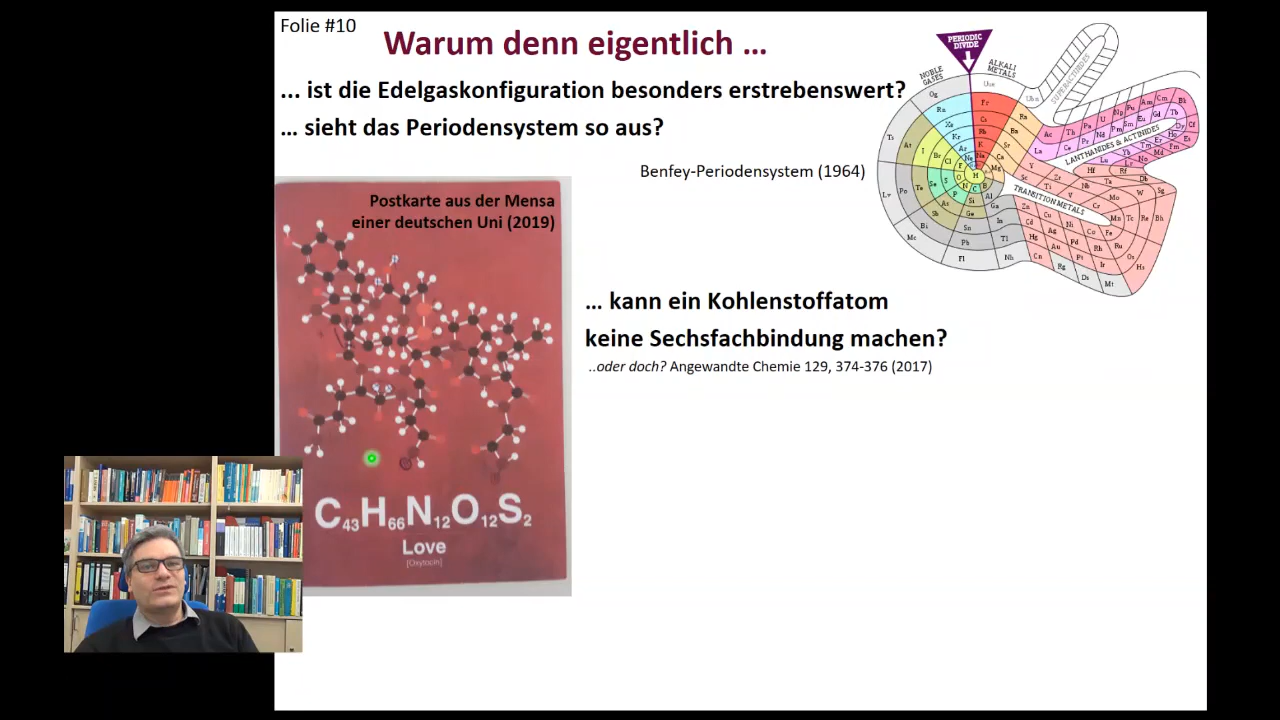 Folie #10
Warum denn eigentlich ...
... ist die Edelgaskonfiguration besonders erstrebenswert?
... sieht das Periodensystem so aus?
Benfey-Periodensystem (1964)
PERIODIC
DIVIDE
NOBLE
GASES
ALKALI
METALS
SUPERACTINIDES
LANTHANIDES & ACTINIDES
TRANSITION METALS
Postkarte aus der Mensa
einer deutschen Uni (2019)
... kann ein Kohlenstoffatom
keine Sechsfachbindung machen?
..oder doch? Angewandte Chemie 129, 374-376 (2017)
C43H66N12O12S2
Love
[Oxytocin]